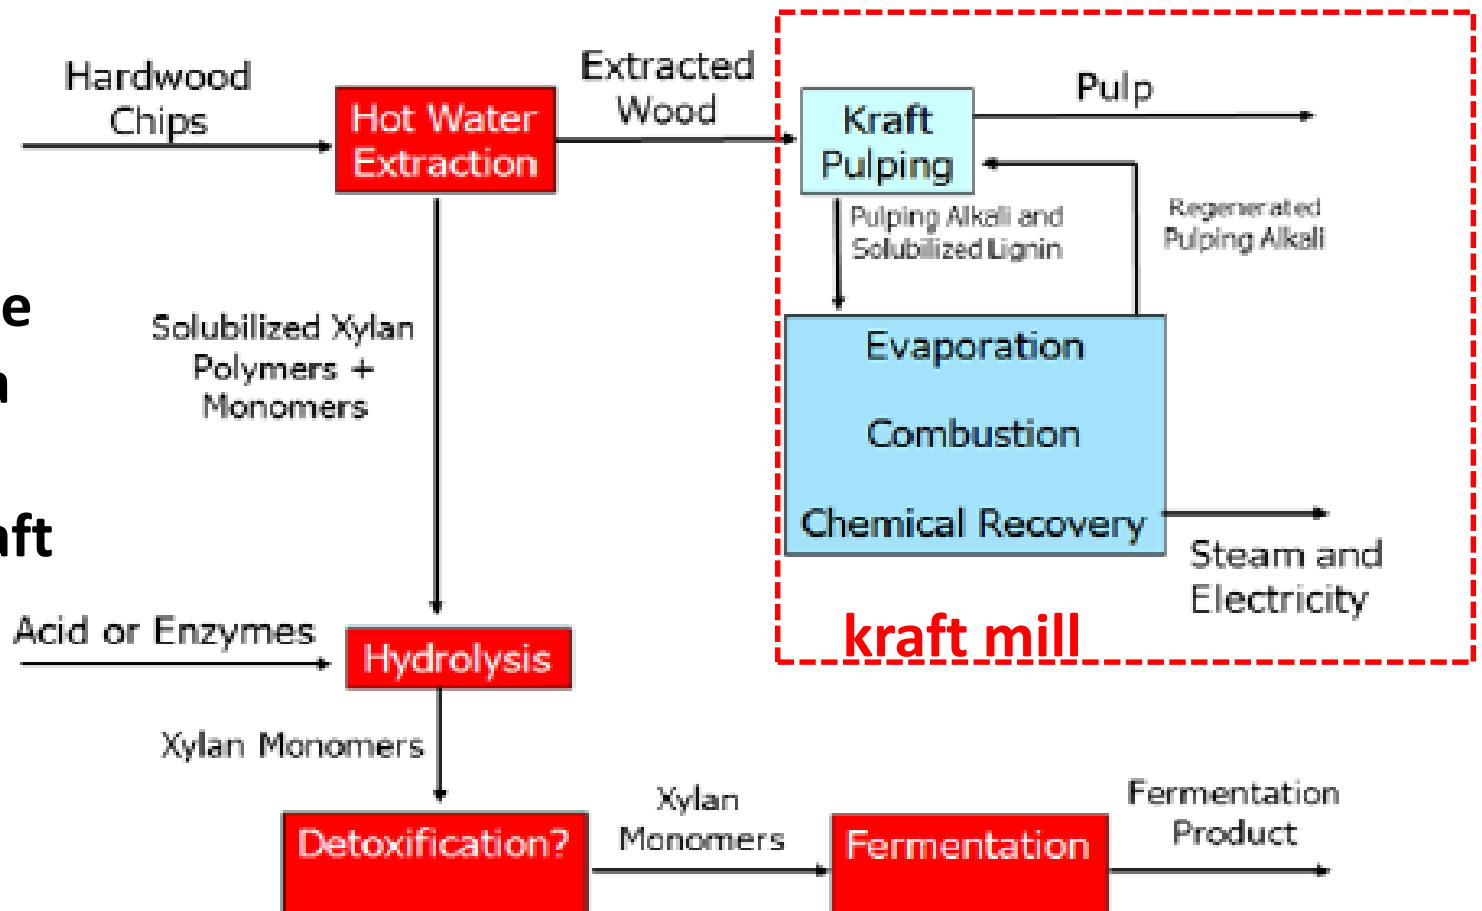 Hardwood
Chips
Hot Water
Extraction
Extracted
Wood
Kraft
Pulping
Pulp
Pulping Alkali and
Solubilized Lignin
Regenerated
Pulping Alkali
Solubilized Xylan
Polymers +
Monomers
Evaporation
Combustion
Chemical Recovery
Steam and
Electricity
kraft mill
Acid or Enzymes
Hydrolysis
Xylan Monomers
Detoxification?
Xylan
Monomers
Fermentation
Fermentation
Product